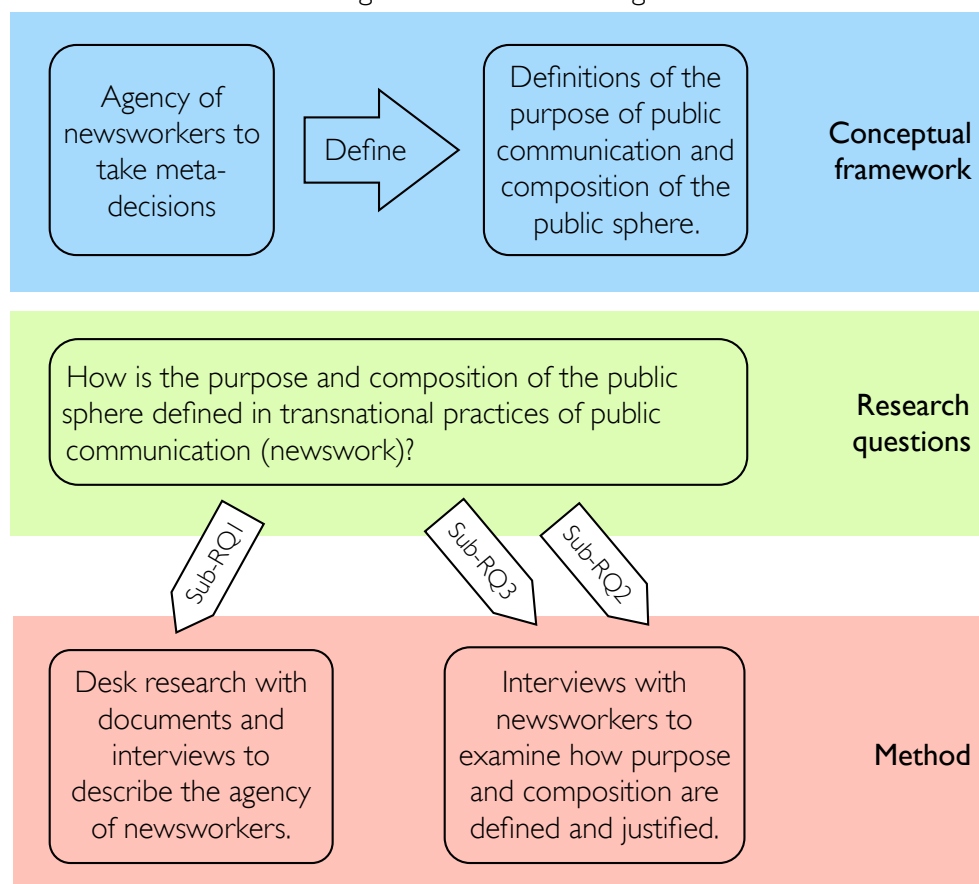 Agency of
newsworkers to
take meta-
decisions
Define
Definitions of the
purpose of public
communication and
composition of the
public sphere.
Conceptual
framework
How is the purpose and composition of the public
sphere defined in transnational practices of public
communication (newswork)?
Research
questions
Sub-RQ1
Sub-RQ3
Sub-RQ2
Desk research with
documents and
interviews to
describe the agency
of newsworkers.
Interviews with
newsworkers to
examine how purpose
and composition are
defined and justified.
Method